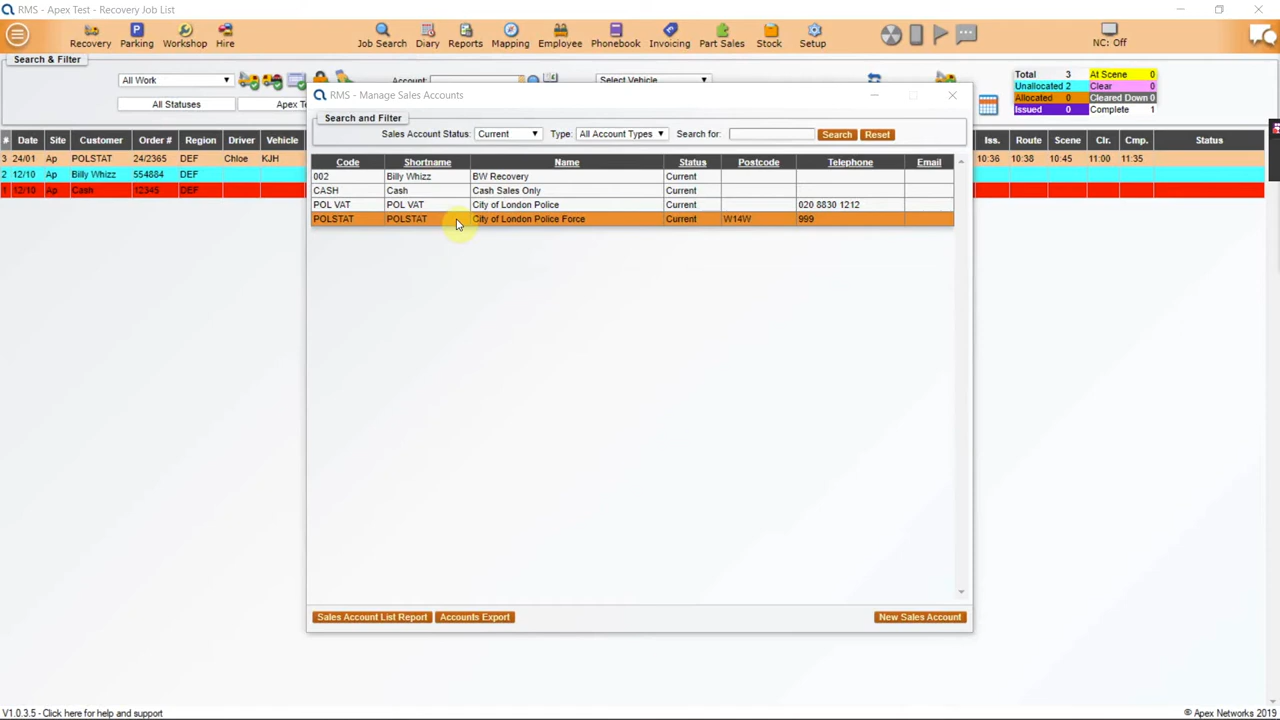 RMS - Apex Test - Recovery Job List
Recovery Parking Workshop Hire Job Search Diary Reports Mapping Employee Phonebook Invoicing Part Sales Stock Setup NC: Off
Search & Filter
All Work Account: Select Vehicle
All Statuses Apex
Total 3 At Scene 0
Unallocated 2 Clear 0
Allocated 0 Cleared Down 0
Issued 0 Complete 1
# Date Site Customer Order # Region Driver Vehicle Iss. Route Scene Clr. Cmp. Status
3 24/01 Ap POLSTAT 24/2365 DEF Chloe KJH 10:36 10:38 10:45 11:00 11:35
2 12/10 Ap Billy Whizz 554884 DEF
1 12/10 Ap Cash 12345 DEF
RMS - Manage Sales Accounts
Search and Filter
Sales Account Status: Current Type: All Account Types Search for: Search Reset
Code Shortname Name Status Postcode Telephone Email
002 Billy Whizz BW Recovery Current
CASH Cash Cash Sales Only Current
POL VAT POL VAT City of London Police Current 020 8830 1212
POLSTAT POLSTAT City of London Police Force Current W14W 999
Sales Account List Report Accounts Export New Sales Account
V1.0.3.5 - Click here for help and support © Apex Networks 2019